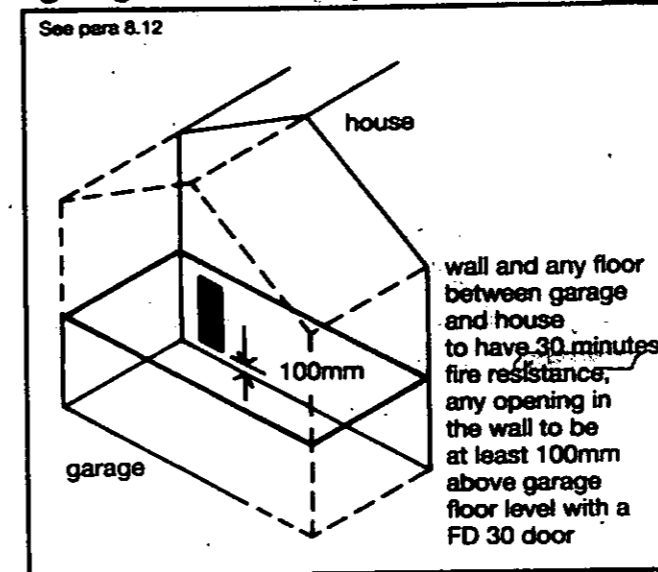 See para 8.12
house
wall and any floor
between garage
and house
to have 30 minutes
fire resistance,
any opening in
the wall to be
at least 100mm
above garage
floor level with a
FD 30 door
100mm
garage